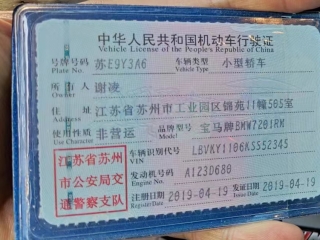 中华人民共和国机动车行驶证
Vehicle License of the People's Republic of China
号牌号码 苏E9Y3A6 车辆类型 小型轿车
Plate No. Vehicle Type
所有人 谢凌
Owner
住址 江苏省苏州市工业园区锦苑11幢505室
Address
使用性质 非营运 品牌型号 宝马牌BMW7201RM
Use Character Model
江苏省苏州
市公安局交
通警察支队
车辆识别代号 LBVKY1106KSS52345
VIN
发动机号码 A123D680
Engine No.
注册日期 2019-04-19 发证日期 2019-04-19
Register Date Issue Date